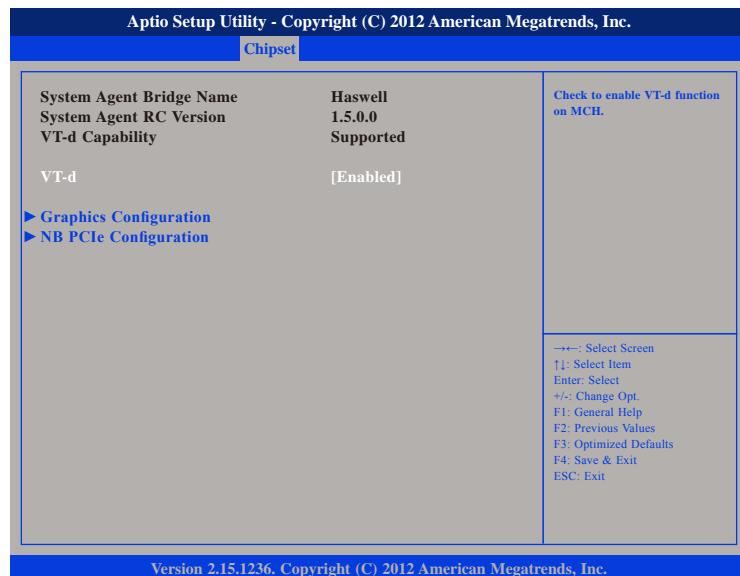 Aptio Setup Utility - Copyright (C) 2012 American Megatrends, Inc.
Chipset
System Agent Bridge Name Haswell
System Agent RC Version 1.5.0.0
VT-d Capability Supported
VT-d [Enabled]
► Graphics Configuration
► NB PCIe Configuration
Check to enable VT-d function
on MCH.
→←: Select Screen
↑↓: Select Item
Enter: Select
+/-: Change Opt.
F1: General Help
F2: Previous Values
F3: Optimized Defaults
F4: Save & Exit
ESC: Exit
Version 2.15.1236. Copyright (C) 2012 American Megatrends, Inc.